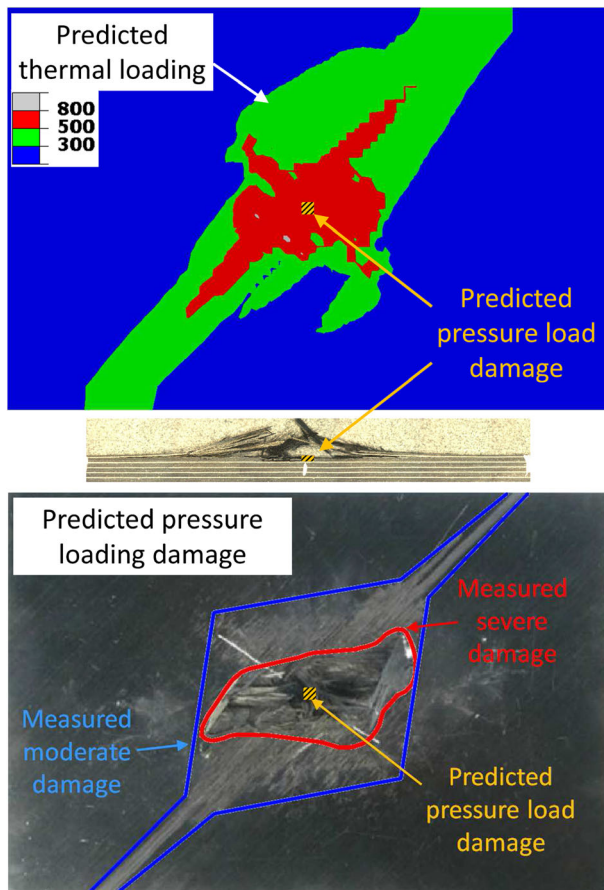 Predicted
thermal loading
800
500
300
Predicted
pressure load
damage
Predicted pressure
loading damage
Measured
severe
damage
Measured
moderate
damage
Predicted
pressure load
damage